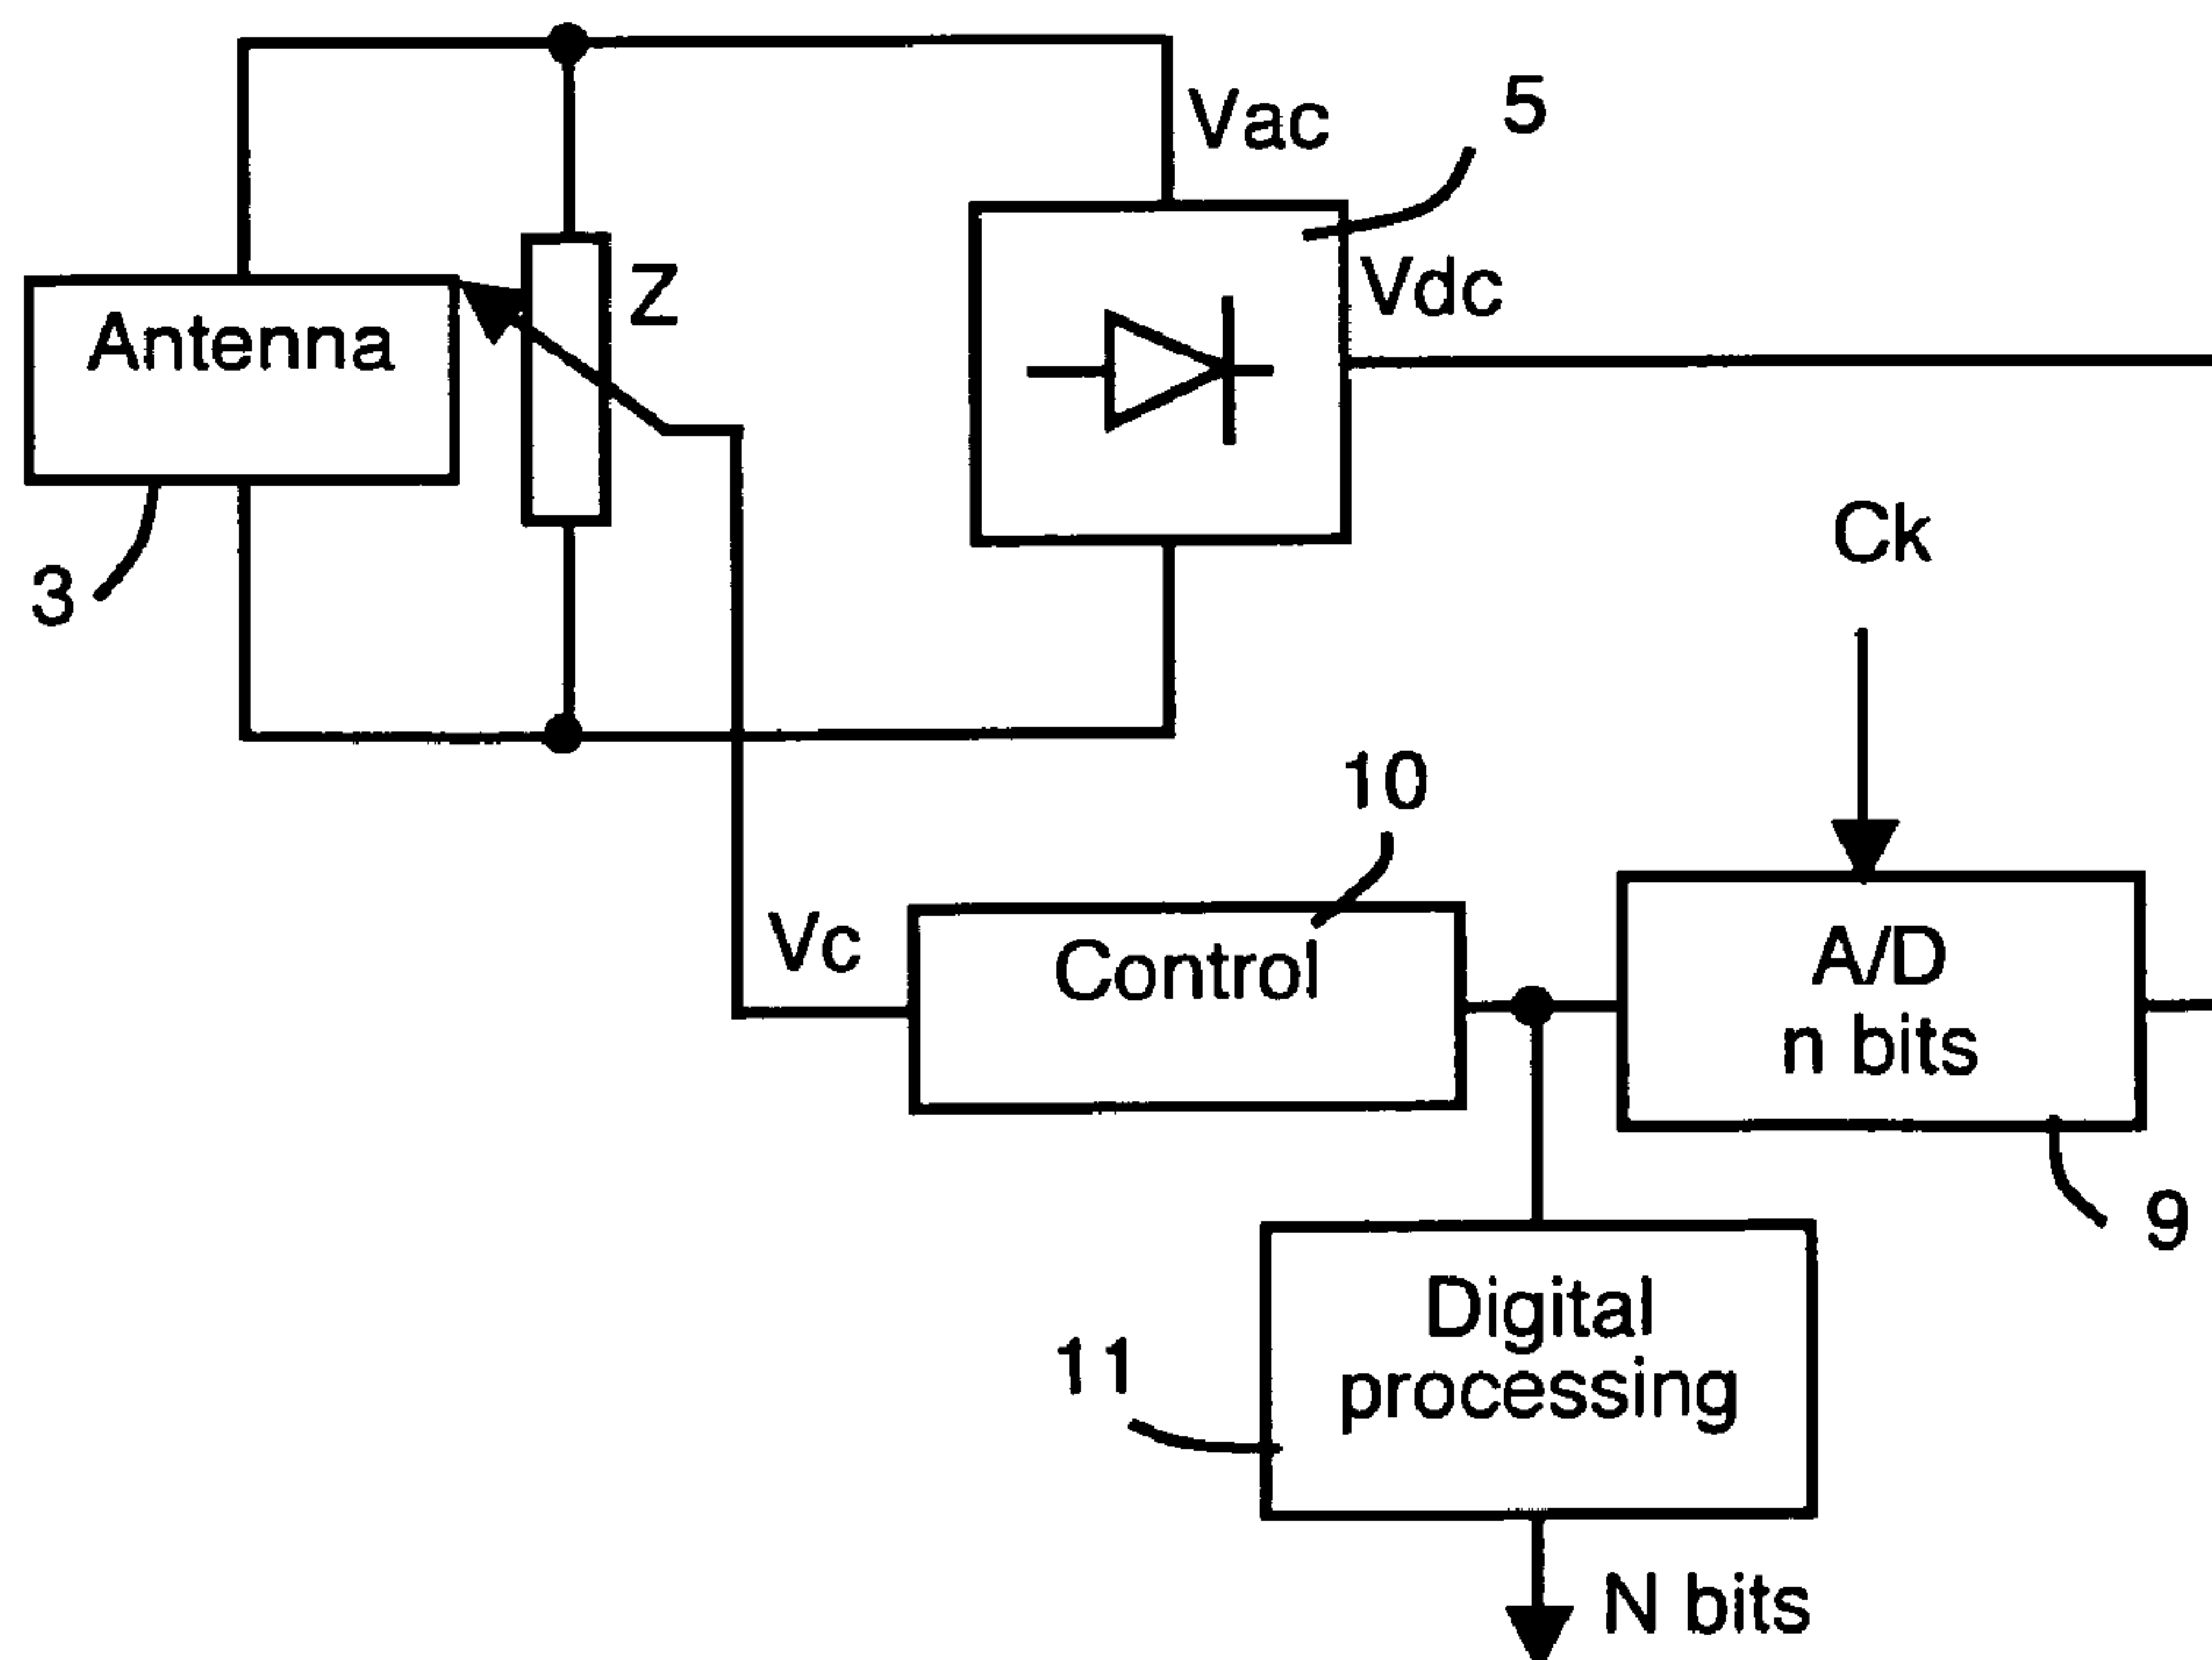 Vac
5
Vdc
Z
Antenna
3
Ck
10
Vc
Control
A/D
n bits
9
Digital
processing
11
N bits